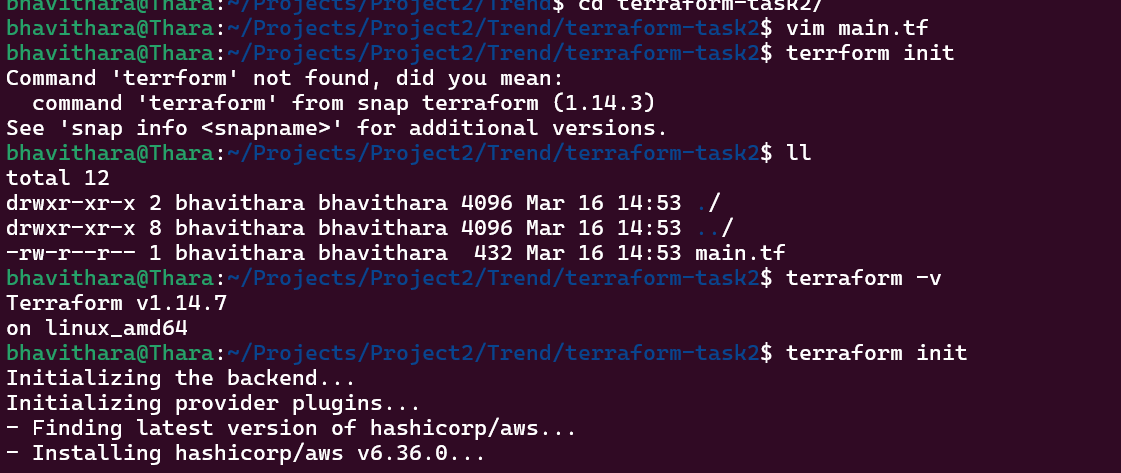 bhavithara@Thara:~/Projects/Project2/Trend$ cd terraform-task2/
bhavithara@Thara:~/Projects/Project2/Trend/terraform-task2$ vim main.tf
bhavithara@Thara:~/Projects/Project2/Trend/terraform-task2$ terrform init
Command 'terrform' not found, did you mean:
  command 'terraform' from snap terraform (1.14.3)
See 'snap info <snapname>' for additional versions.
bhavithara@Thara:~/Projects/Project2/Trend/terraform-task2$ ll
total 12
drwxr-xr-x 2 bhavithara bhavithara 4096 Mar 16 14:53 ./
drwxr-xr-x 8 bhavithara bhavithara 4096 Mar 16 14:53 ../
-rw-r--r-- 1 bhavithara bhavithara  432 Mar 16 14:53 main.tf
bhavithara@Thara:~/Projects/Project2/Trend/terraform-task2$ terraform -v
Terraform v1.14.7
on linux_amd64
bhavithara@Thara:~/Projects/Project2/Trend/terraform-task2$ terraform init
Initializing the backend...
Initializing provider plugins...
- Finding latest version of hashicorp/aws...
- Installing hashicorp/aws v6.36.0...